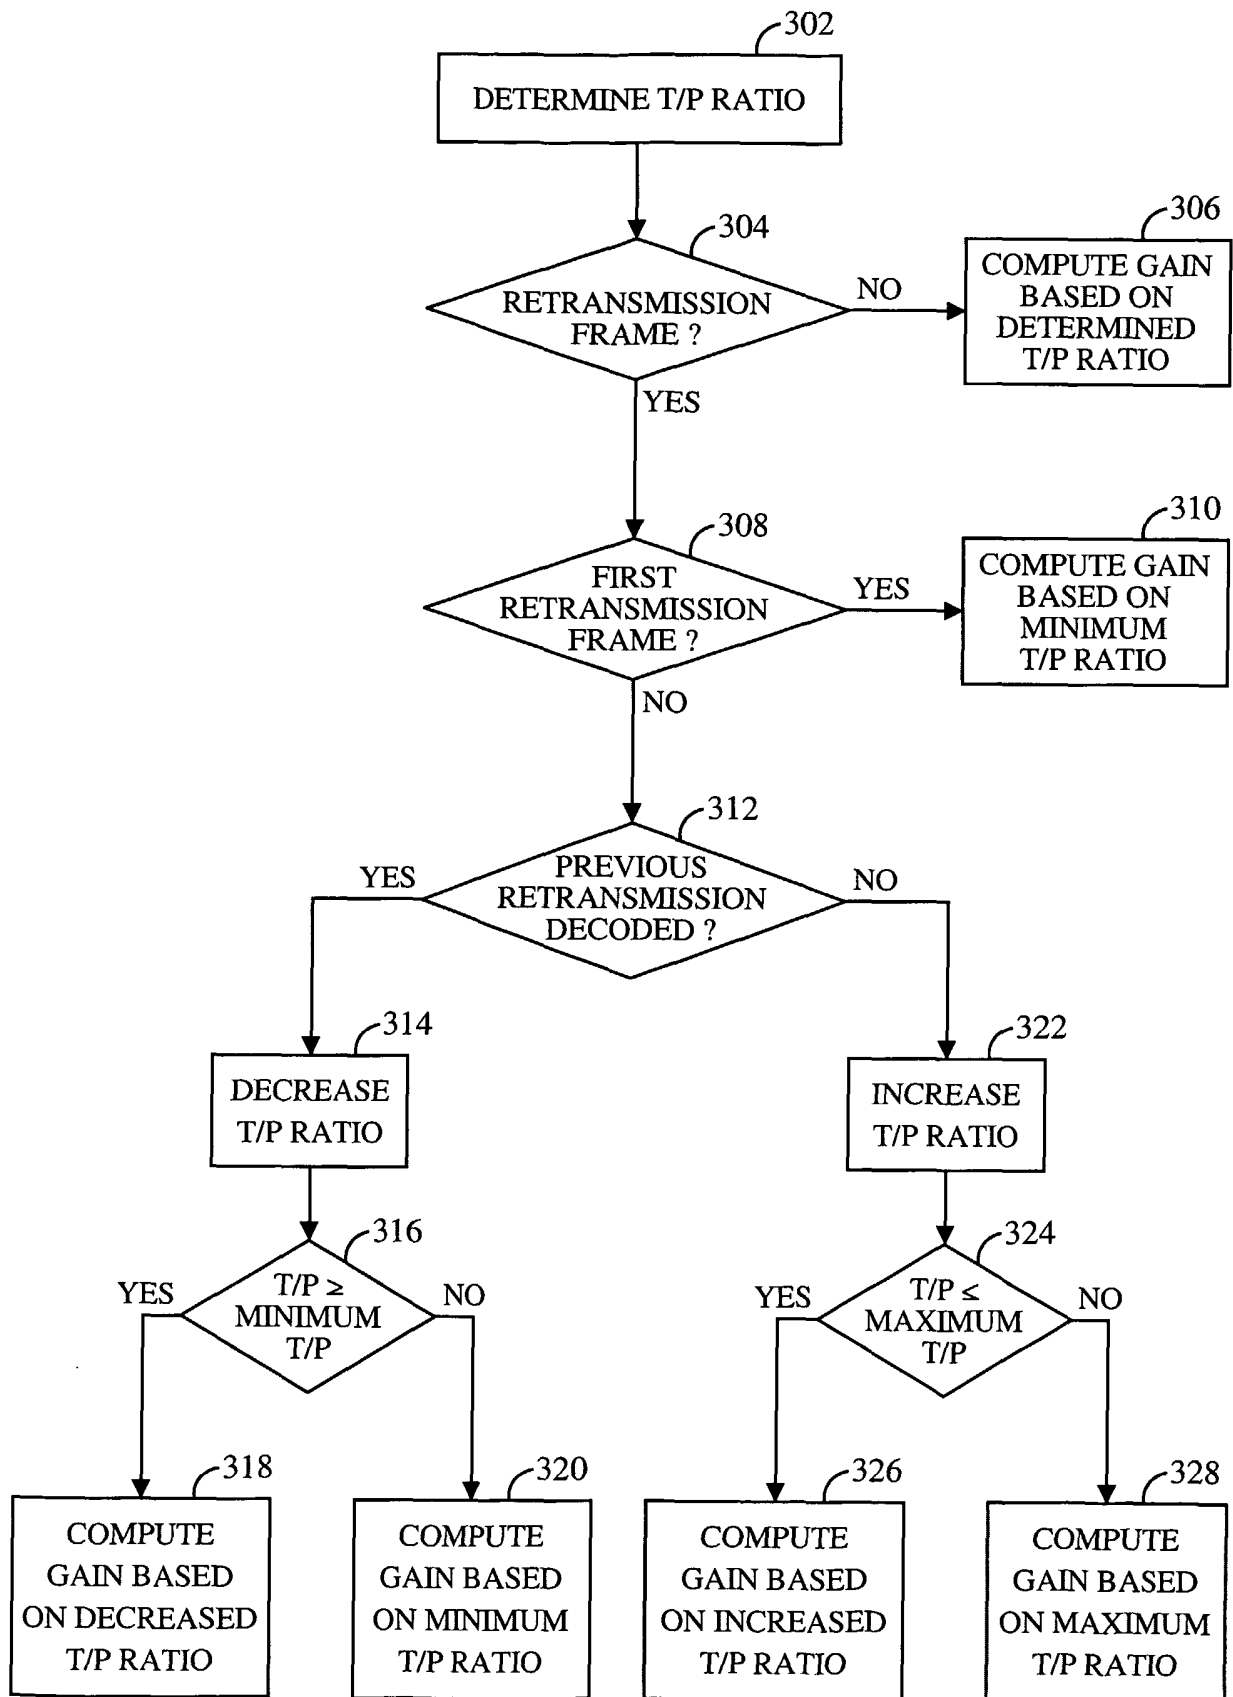 302
DETERMINE T/P RATIO
304
RETRANSMISSION
FRAME ?
NO
306
COMPUTE GAIN
BASED ON
DETERMINED
T/P RATIO
YES
308
FIRST
RETRANSMISSION
FRAME ?
YES
310
COMPUTE GAIN
BASED ON
MINIMUM
T/P RATIO
NO
312
PREVIOUS
RETRANSMISSION
DECODED ?
YES
NO
314
DECREASE
T/P RATIO
322
INCREASE
T/P RATIO
316
T/P ≥
MINIMUM
T/P
YES
NO
324
T/P ≤
MAXIMUM
T/P
YES
NO
318
COMPUTE
GAIN BASED
ON DECREASED
T/P RATIO
320
COMPUTE
GAIN BASED
ON MINIMUM
T/P RATIO
326
COMPUTE
GAIN BASED
ON INCREASED
T/P RATIO
328
COMPUTE
GAIN BASED
ON MAXIMUM
T/P RATIO